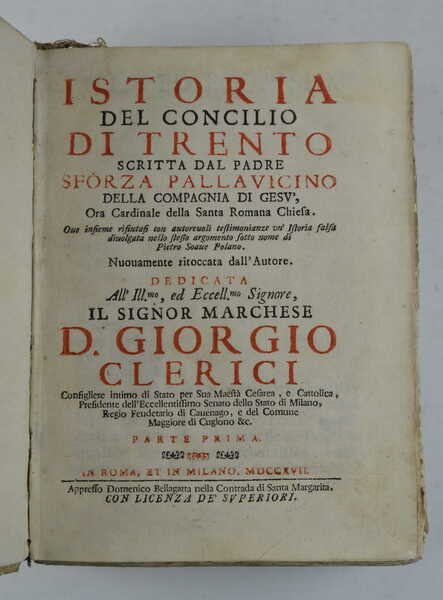 ISTORIA
DEL CONCILIO
DI TRENTO
SCRITTA DAL PADRE
SFORZA PALLAVICINO
DELLA COMPAGNIA DI GESV',
Ora Cardinale della Santa Romana Chiesa.
Oue insieme rifiutasi con autoreuoli testimonianze vn' Istoria falsa
diuolgata nello stesso argomento sotto nome di
Pietro Soaue Polano.
Nuouamente ritoccata dall'Autore.
DEDICATA
All' Ill.mo, ed Eccell.mo Signore,
IL SIGNOR MARCHESE
D. GIORGIO
CLERICI
Consigliere intimo di Stato per Sua Maestà Cesarea, e Cattolica,
Presidente dell'Eccellentissimo Senato dello Stato di Milano,
Regio Feudetario di Cauenago, e del Comune
Maggiore di Cuglono &c.
PARTE PRIMA.
IN ROMA, ET IN MILANO, MDCCXVII.
Appresso Domenico Bellagatta nella Contrada di Santa Margarita.
CON LICENZA DE' SVPERIORI.